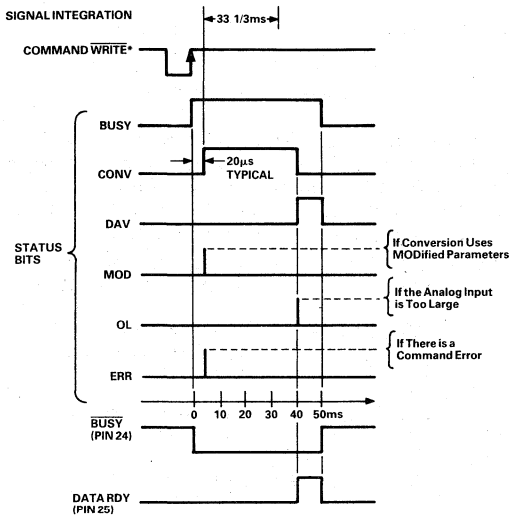 SIGNAL INTEGRATION
33 1/3ms
COMMAND WRITE*
BUSY
CONV
20µs
TYPICAL
DAV
STATUS
BITS
MOD
If Conversion Uses
MODified Parameters
OL
If the Analog Input
is Too Large
ERR
If There is a
Command Error
0 10 20 30 40 50ms
BUSY
(PIN 24)
DATA RDY
(PIN 25)